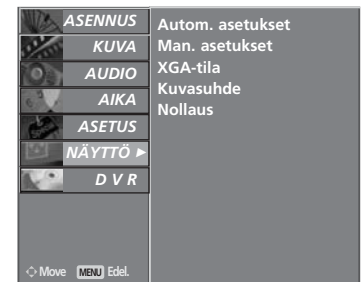 ASENNUS
KUVA
AUDIO
AIKA
ASETUS
NÄYTTÖ ►
D V R
Autom. asetukset
Man. asetukset
XGA-tila
Kuvasuhde
Nollaus
Move MENU Edel.